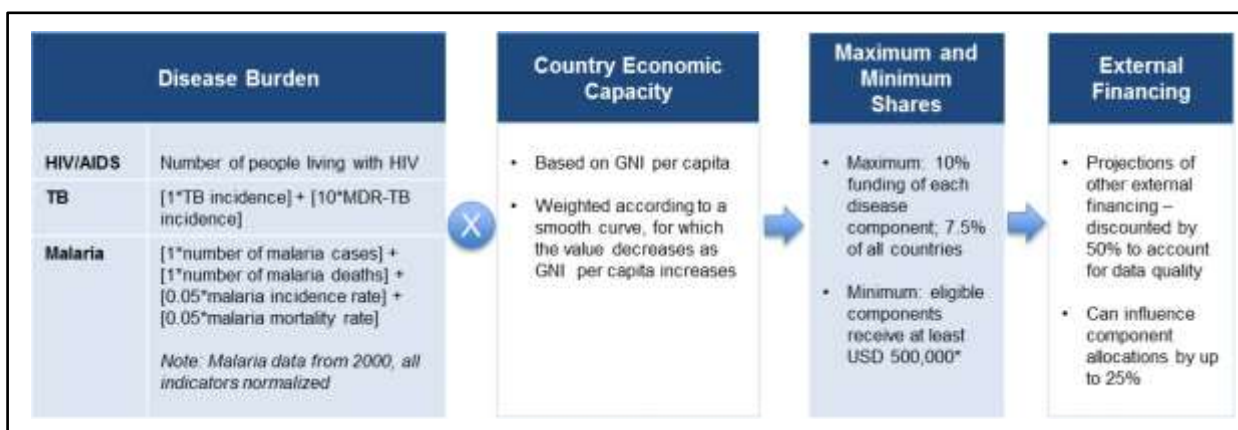 Disease Burden
HIV/AIDS Number of people living with HIV
TB [1*TB incidence] + [10*MDR-TB
incidence]
Malaria [1*number of malaria cases] +
[1*number of malaria deaths] +
[0.05*malaria incidence rate] +
[0.05*malaria mortality rate]
Note: Malaria data from 2000, all
indicators normalized
X
Country Economic
Capacity
• Based on GNI per capita
• Weighted according to a
smooth curve, for which
the value decreases as
GNI per capita increases
Maximum and
Minimum
Shares
• Maximum: 10%
funding of each
disease
component; 7.5%
of all countries
• Minimum: eligible
components
receive at least
USD 500,000*
External
Financing
• Projections of
other external
financing –
discounted by
50% to account
for data quality
• Can influence
component
allocations by up
to 25%